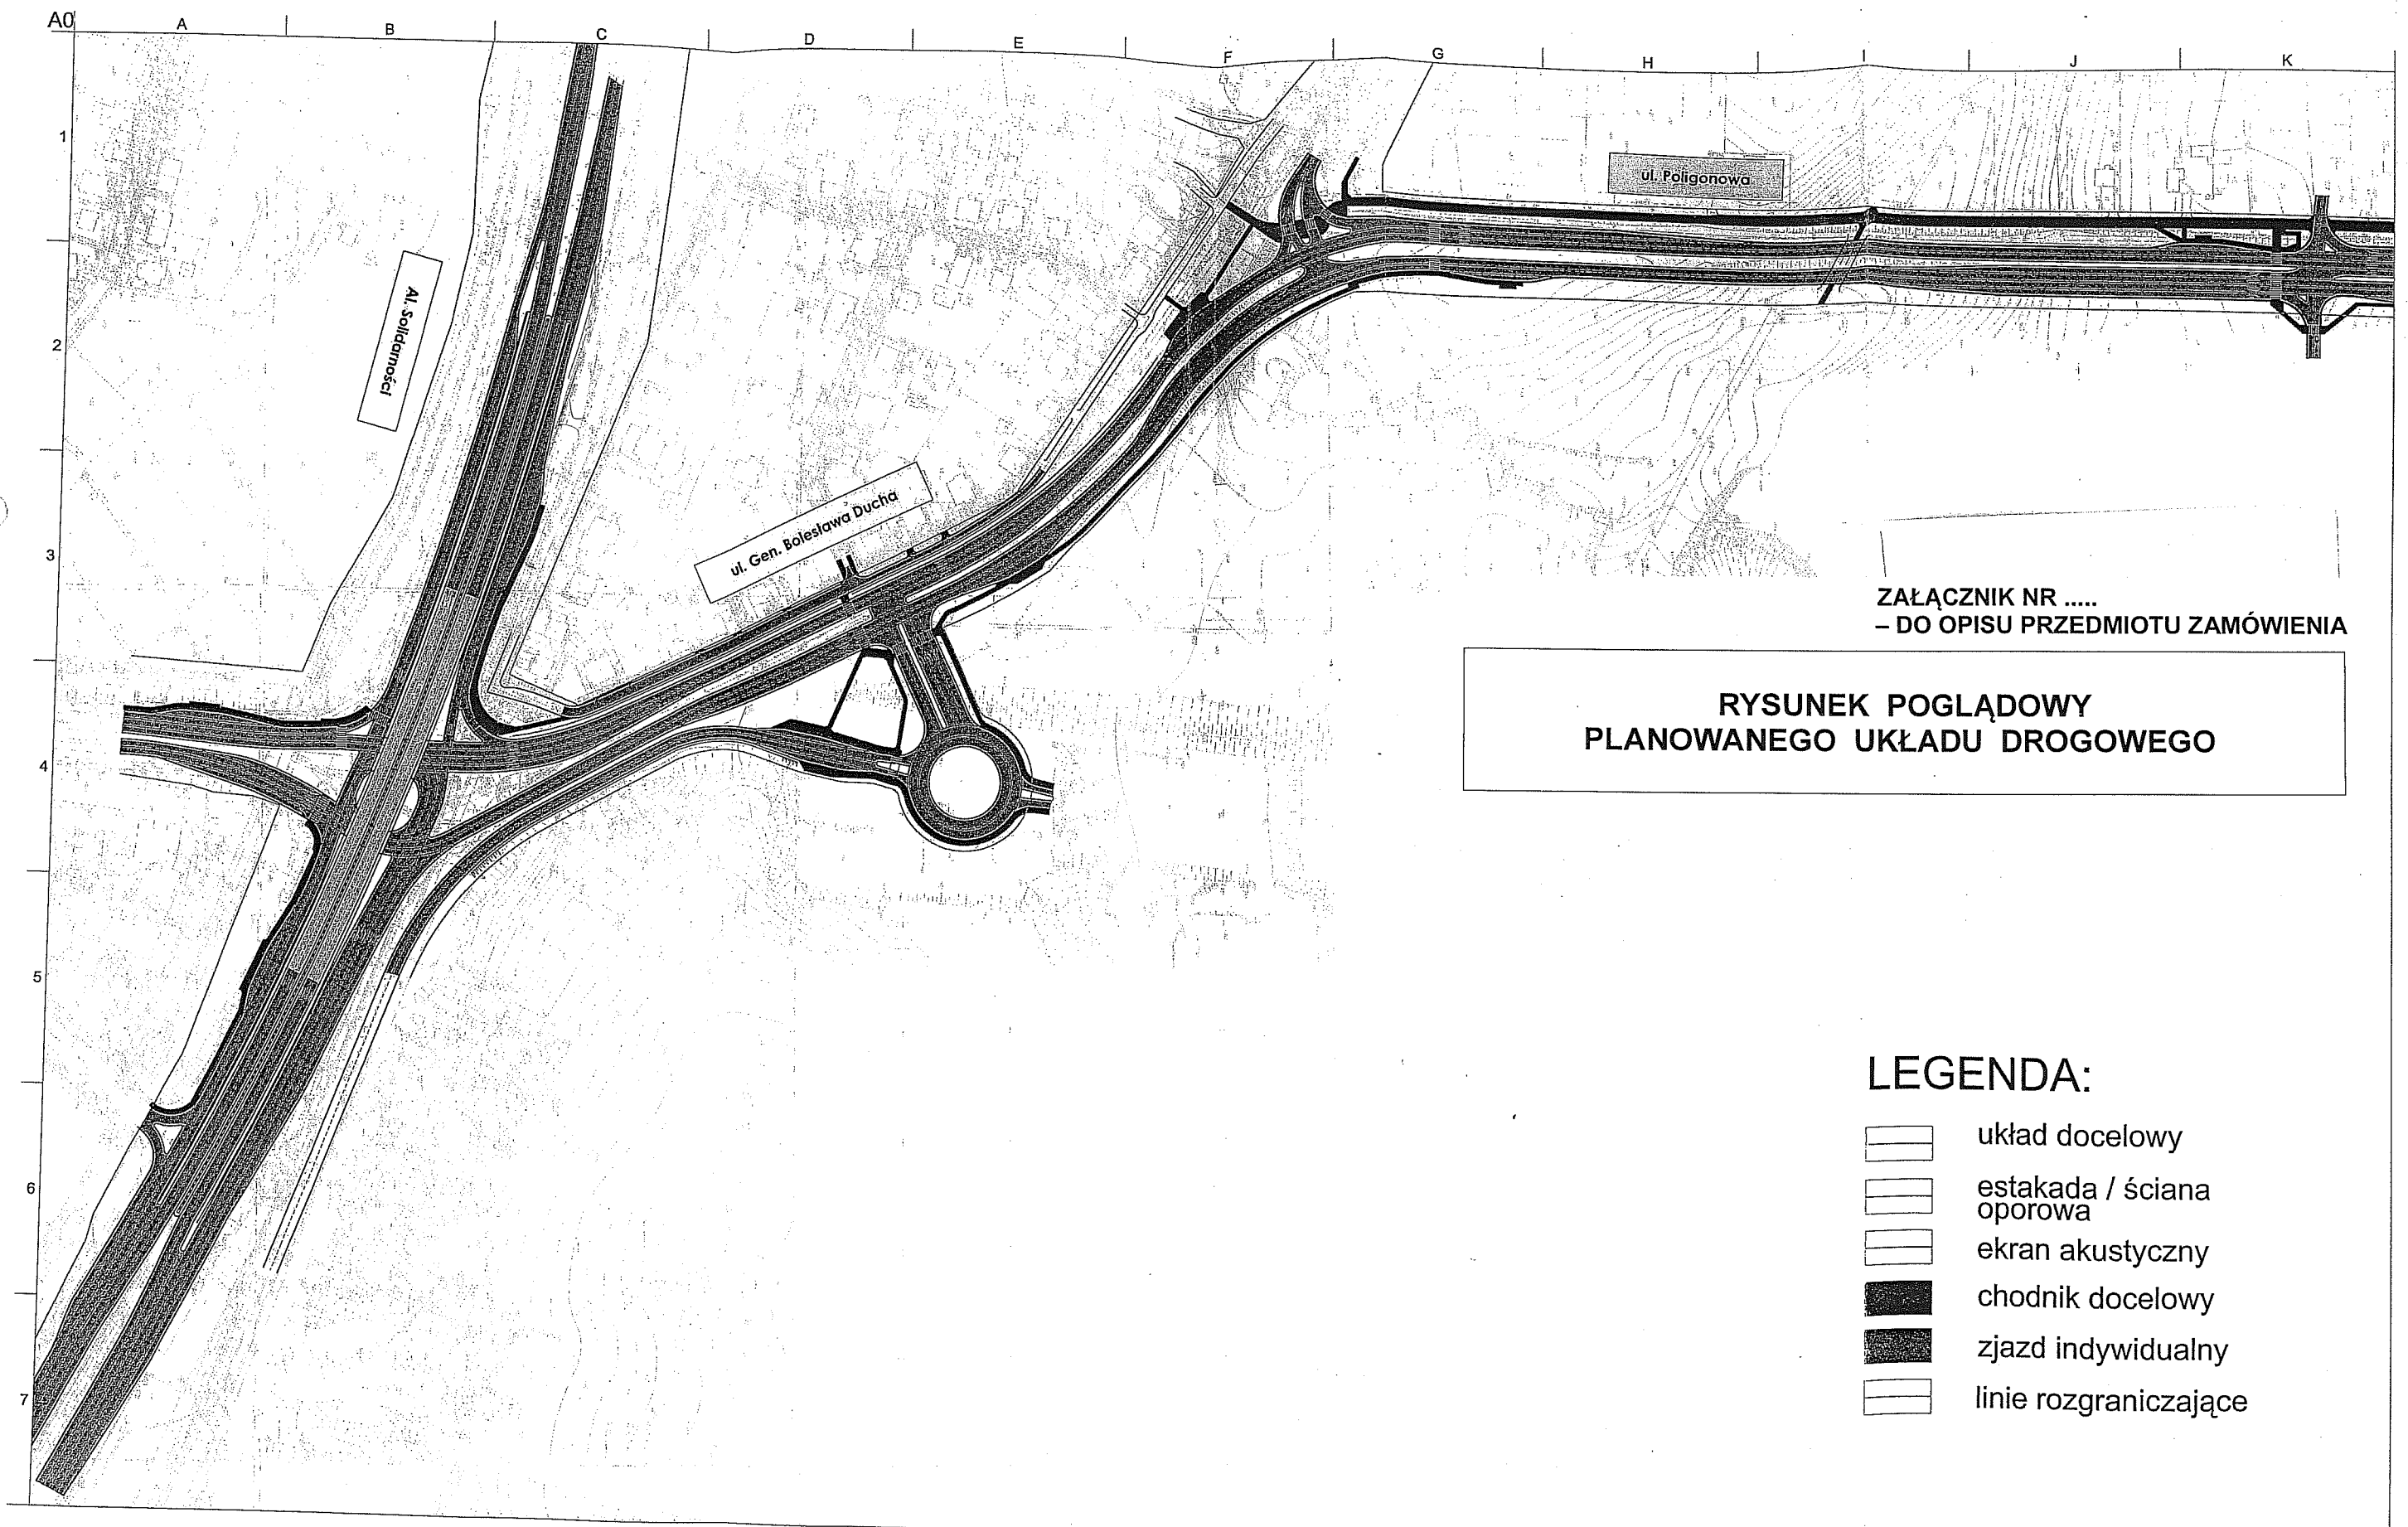 A0
A
B
C
D
E
F
G
H
J
K
1
2
3
4
5
6
7
ul. Poligonowa
Al. Solidarności
ul. Gen. Bolesława Ducha
ZAŁĄCZNIK NR .....
– DO OPISU PRZEDMIOTU ZAMÓWIENIA
RYSUNEK POGLĄDOWY
PLANOWANEGO UKŁADU DROGOWEGO
LEGENDA:
układ docelowy
estakada / ściana
oporowa
ekran akustyczny
chodnik docelowy
zjazd indywidualny
linie rozgraniczające